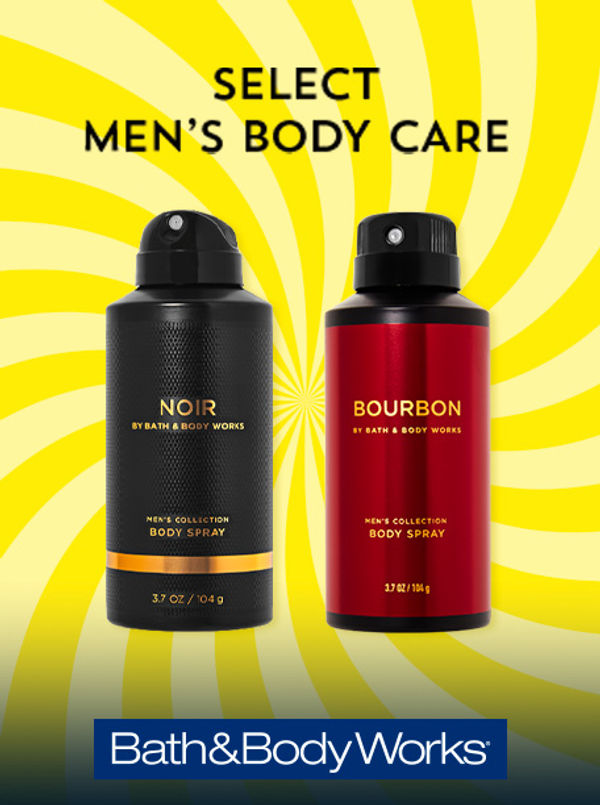 SELECT
MEN'S BODY CARE
NOIR
BY BATH & BODY WORKS
MEN'S COLLECTION
BODY SPRAY
3.7 OZ / 104 g
BOURBON
BY BATH & BODY WORKS
MEN'S COLLECTION
BODY SPRAY
3.7 OZ / 104 g
Bath&BodyWorks®